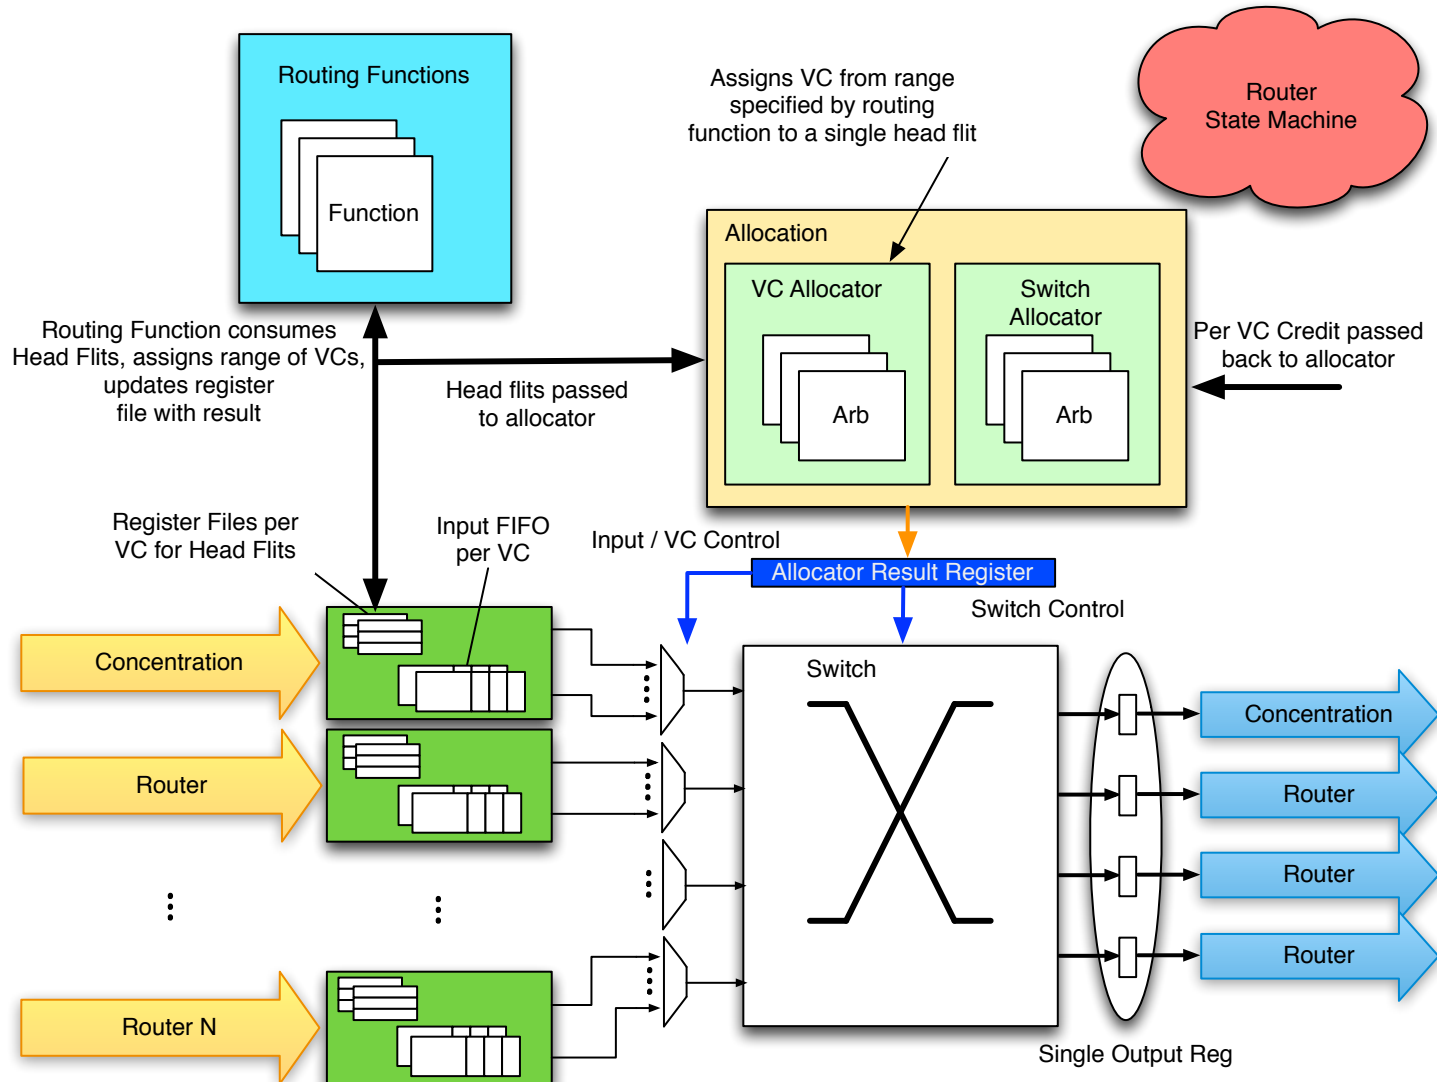 Routing Functions
Function
Assigns VC from range
specified by routing
function to a single head flit
Router
State Machine
Allocation
VC Allocator
Arb
Switch
Allocator
Arb
Per VC Credit passed
back to allocator
Routing Function consumes
Head Flits, assigns range of VCs,
updates register
file with result
Head flits passed
to allocator
Register Files per
VC for Head Flits
Input FIFO
per VC
Input / VC Control
Allocator Result Register
Switch Control
Concentration
Router
Router N
Switch
Concentration
Router
Router
Router
Single Output Reg